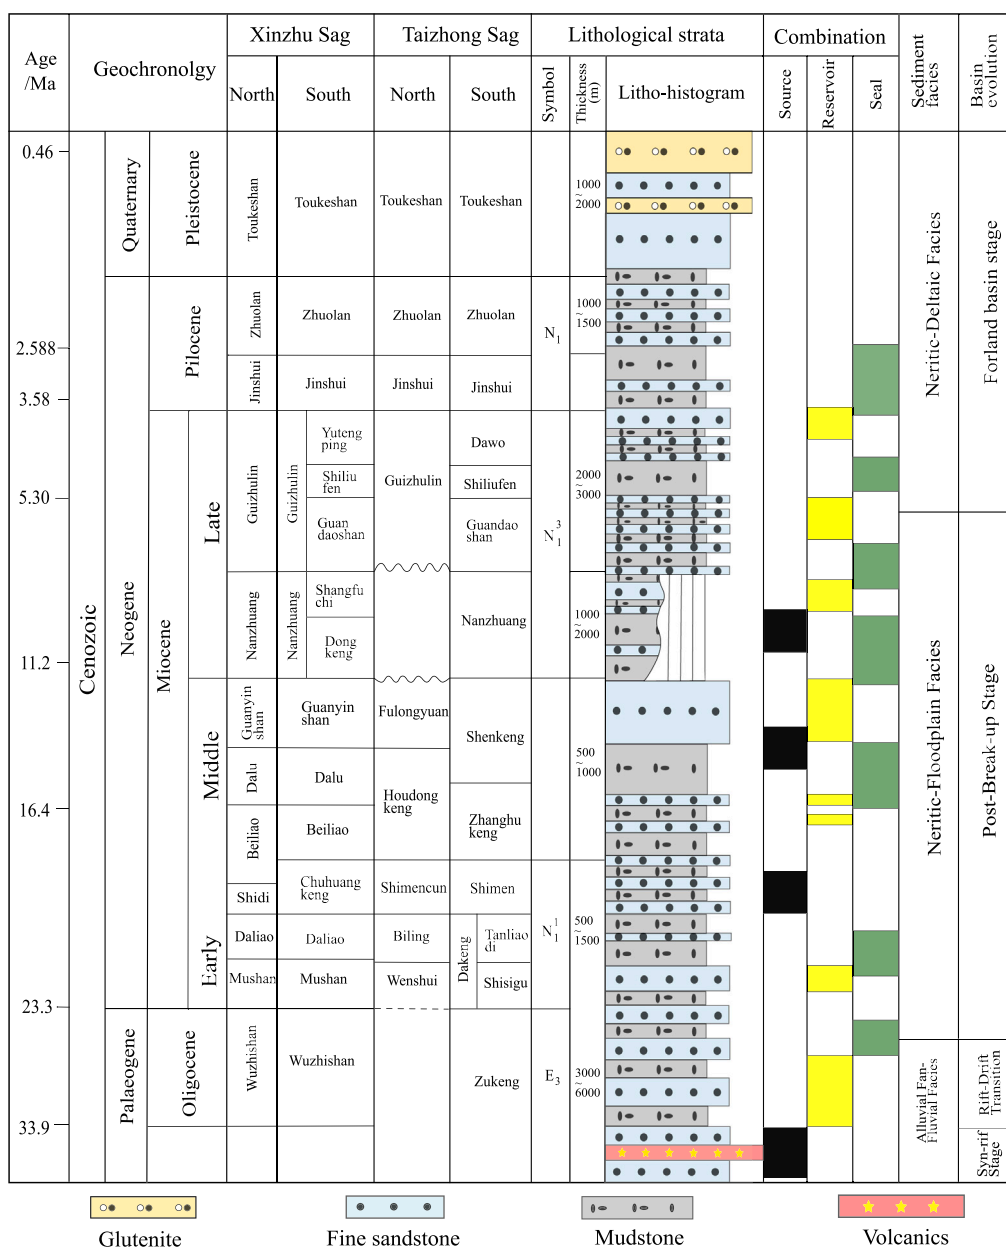 Age
/Ma
Geochronolgy
Xinzhu Sag
Taizhong Sag
Lithological strata
Combination
Sediment
facies
Basin
evolution
North
South
North
South
Symbol
Thickness
(m)
Litho-histogram
Source
Reservoir
Seal
0.46
2.588
3.58
5.30
11.2
16.4
23.3
33.9
Cenozoic
Quaternary
Neogene
Palaeogene
Pleistocene
Pilocene
Miocene
Oligocene
Late
Middle
Early
Toukeshan
Zhuolan
Jinshui
Guizhulin
Nanzhuang
Guanyin
shan
Dalu
Beiliao
Shidi
Daliao
Mushan
Wuzhishan
Toukeshan
Zhuolan
Jinshui
Guizhulin
Yuteng
ping
Shiliu
fen
Guan
daoshan
Nanzhuang
Shangfu
chi
Dong
keng
Guanyin
shan
Dalu
Beiliao
Chuhuang
keng
Daliao
Mushan
Wuzhishan
Toukeshan
Zhuolan
Jinshui
Guizhulin
Fulongyuan
Houdong
keng
Shimencun
Biling
Wenshui
Toukeshan
Zhuolan
Jinshui
Dawo
Shiliufen
Guandao
shan
Nanzhuang
Shenkeng
Zhanghu
keng
Shimen
Dakeng
Tanliao
di
Shisigu
Zukeng
N1
N1 3
N1 1
E3
1000
~
2000
1000
~
1500
2000
~
3000
1000
~
2000
500
~
1000
500
~
1500
3000
~
6000
Neritic-Deltaic Facies
Neritic-Floodplain Facies
Alluvial Fan-
Fluvial Facies
Forland basin stage
Post-Break-up Stage
Rift-Drift
Transition
Syn-rif
Stage
Glutenite
Fine sandstone
Mudstone
Volcanics